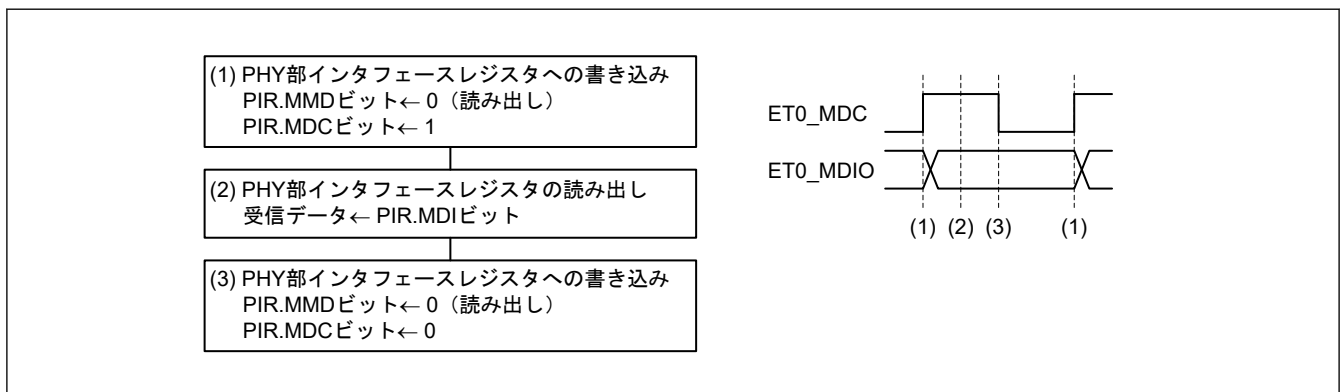 (1) PHY部インタフェースレジスタへの書き込み
PIR.MMDビット← 0（読み出し）
PIR.MDCビット← 1
(2) PHY部インタフェースレジスタの読み出し
受信データ← PIR.MDIビット
(3) PHY部インタフェースレジスタへの書き込み
PIR.MMDビット← 0（読み出し）
PIR.MDCビット← 0
ET0_MDC
ET0_MDIO
(1) (2) (3) (1)